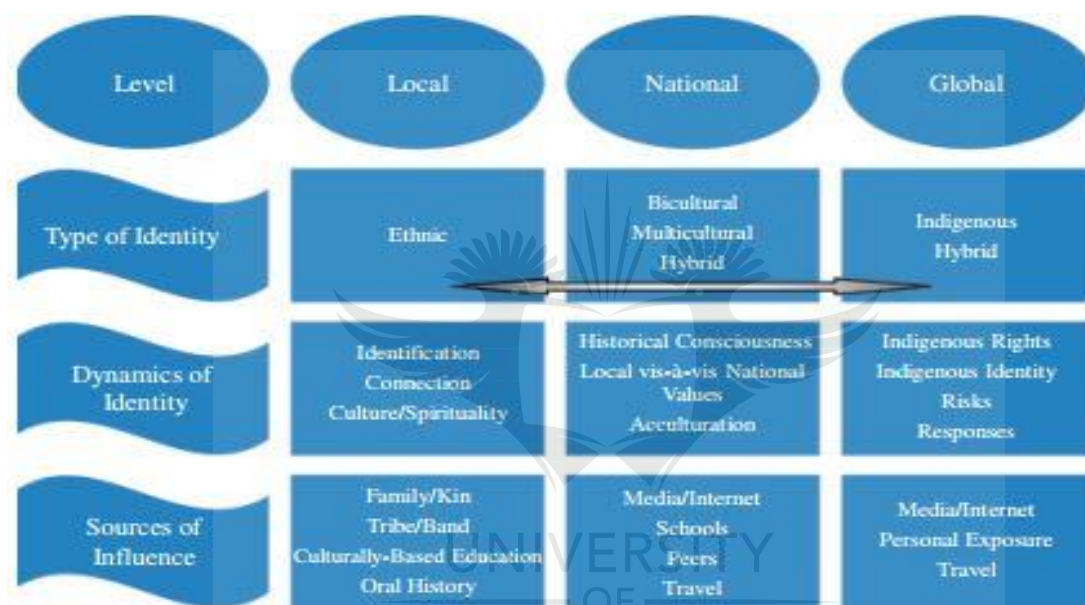 Level
Local
National
Global
Type of Identity
Ethnic
Bicultural
Multicultural
Hybrid
Indigenous
Hybrid
Dynamics of
Identity
Identification
Connection
Culture/Spirituality
Historical Consciousness
Local vis-à-vis National
Values
Acculturation
Indigenous Rights
Indigenous Identity
Risks
Responses
Sources of
Influence
Family/Kin
Tribe/Band
Culturally-Based Education
Oral History
Media/Internet
Schools
Peers
Travel
Media/Internet
Personal Exposure
Travel
UNIVERSITY
OF